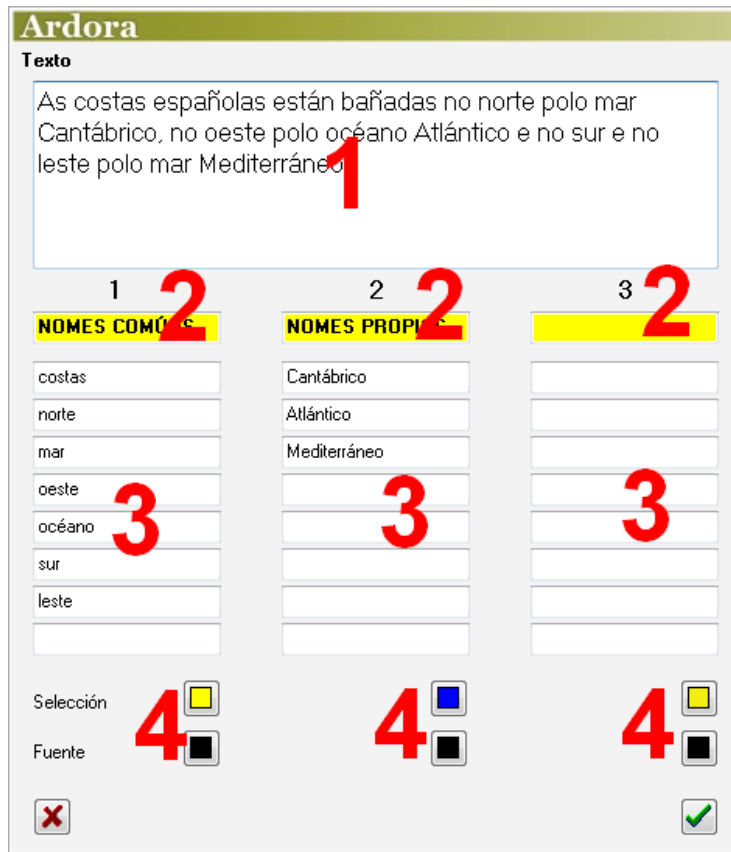 Ardora
Texto
As costas españolas están bañadas no norte polo mar
Cantábrico, no oeste polo océano Atlántico e no sur e no
leste polo mar Mediterráneo
1
1 2 2 2 3 2
NOMES COMÚNS NOMES PROPIOS
costas Cantábrico
norte Atlántico
mar Mediterráneo
oeste
3 3 3
océano
sur
leste
Selección
4 4 4
Fuente